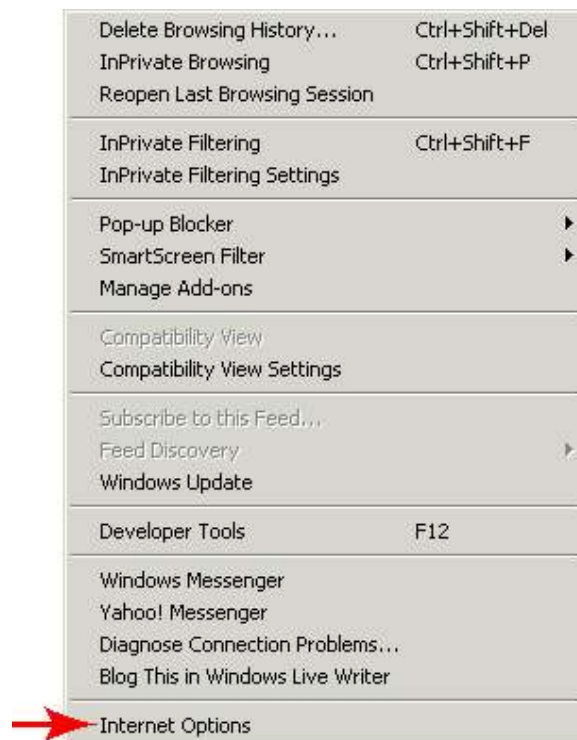 Delete Browsing History... Ctrl+Shift+Del
InPrivate Browsing Ctrl+Shift+P
Reopen Last Browsing Session
InPrivate Filtering Ctrl+Shift+F
InPrivate Filtering Settings
Pop-up Blocker
SmartScreen Filter
Manage Add-ons
Compatibility View
Compatibility View Settings
Subscribe to this Feed...
Feed Discovery
Windows Update
Developer Tools F12
Windows Messenger
Yahoo! Messenger
Diagnose Connection Problems...
Blog This in Windows Live Writer
Internet Options